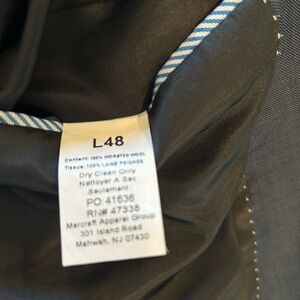 L48
Content: 100% WORSTED WOOL
Tissue: 100% LAINE PEIGNEE
Dry Clean Only
Nettoyer A Sec
Seulement
PO 41636
RN# 47338
Marcraft Apparel Group
301 Island Road
Mahwah, NJ 07430